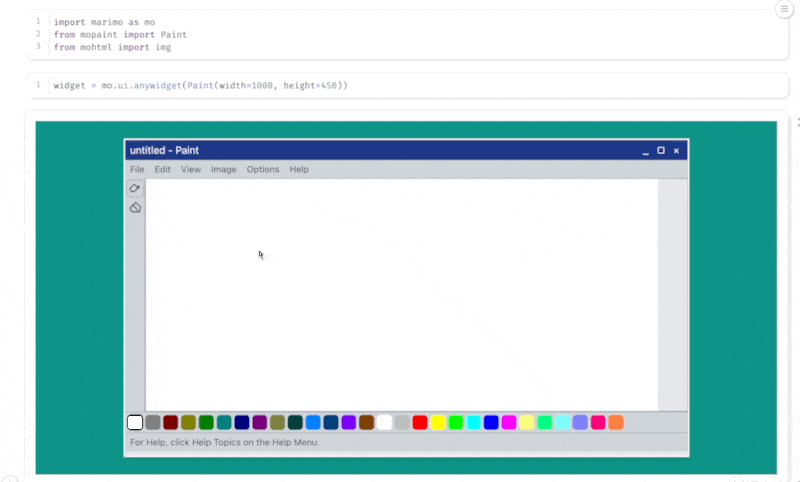 1 import marimo as mo
2 from mopaint import Paint
3 from mohtml import img
1 widget = mo.ui.anywidget(Paint(width=1000, height=450))
untitled - Paint
File Edit View Image Options Help
For Help, click Help Topics on the Help Menu.